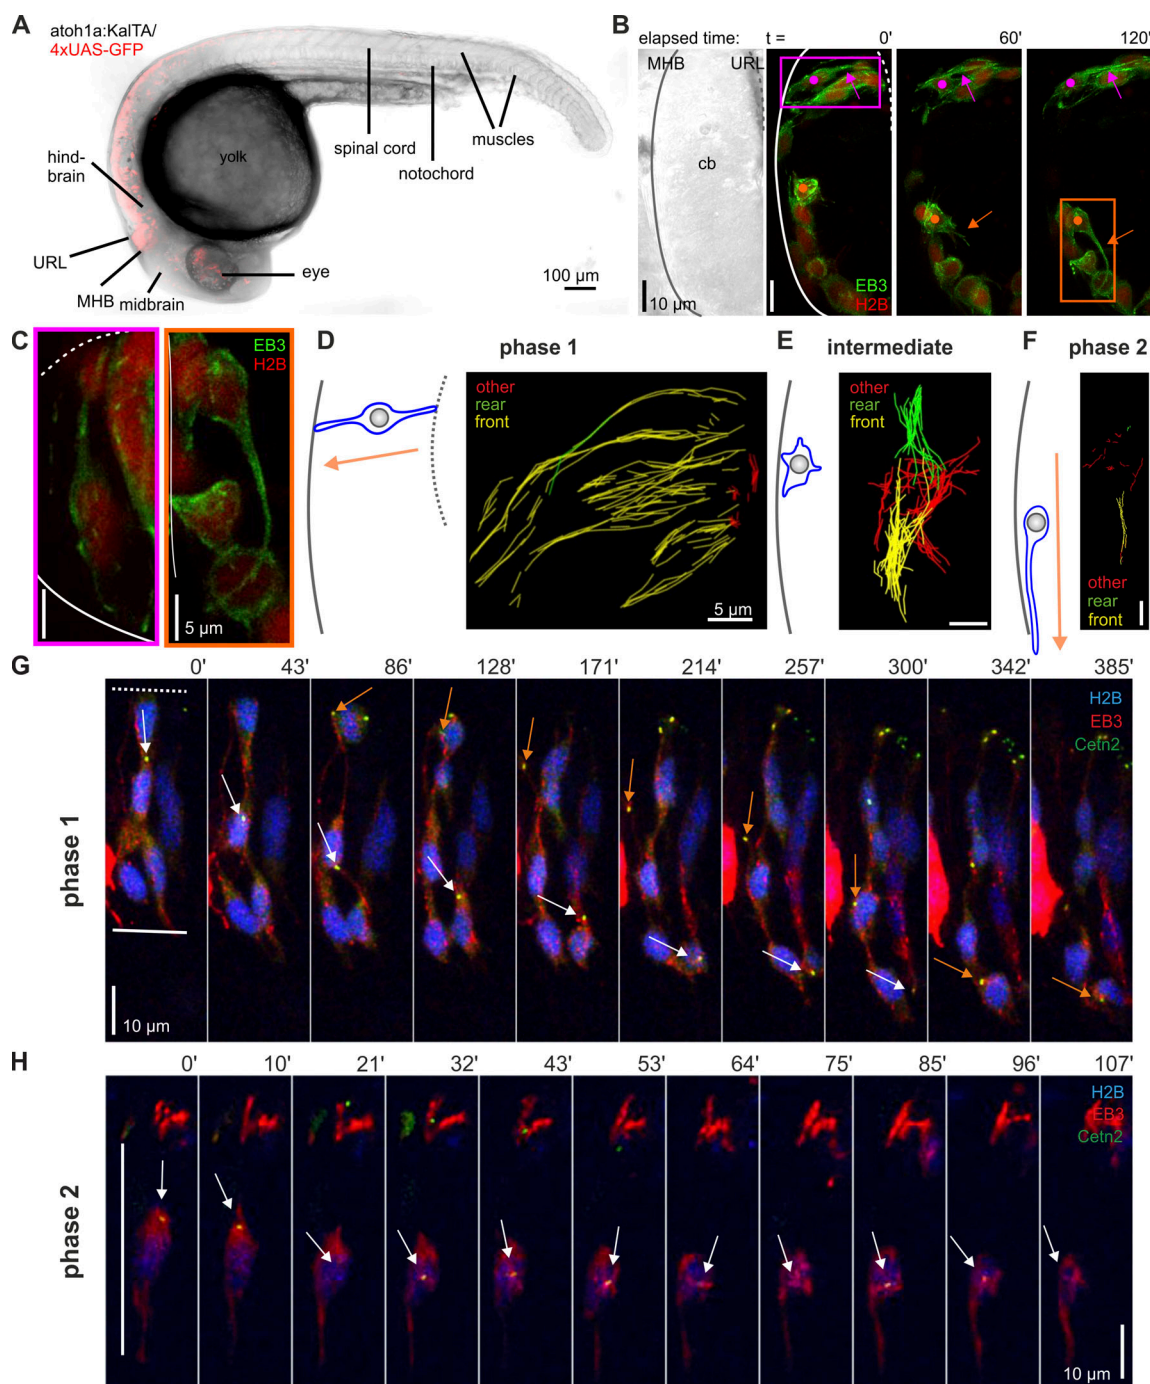 A
atoh1a:KalTA/
4xUAS-GFP
hind-
brain
URL
MHB
midbrain
yolk
eye
spinal cord
notochord
muscles
100 µm
B
elapsed time:
t =
0'
60'
120'
MHB
URL
cb
10 µm
EB3
H2B
C
EB3
H2B
5 µm
D
phase 1
other
rear
front
5 µm
E
intermediate
other
rear
front
F
phase 2
other
rear
front
G
0'
43'
86'
128'
171'
214'
257'
300'
342'
385'
H2B
EB3
Cetn2
phase 1
10 µm
H
0'
10'
21'
32'
43'
53'
64'
75'
85'
96'
107'
H2B
EB3
Cetn2
phase 2
10 µm